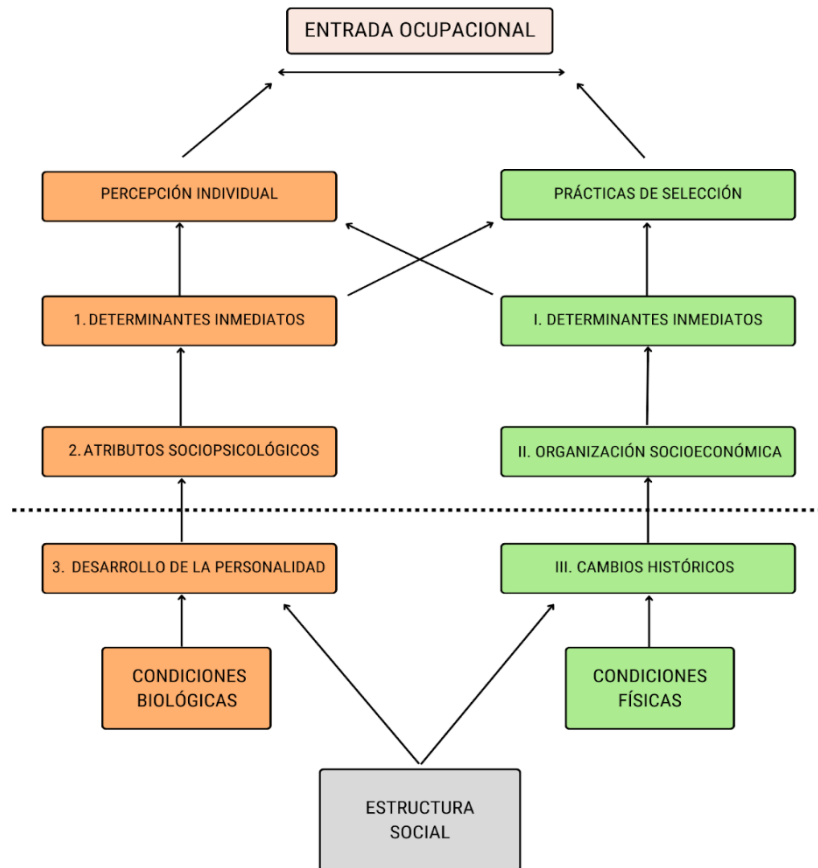 ENTRADA OCUPACIONAL
PERCEPCIÓN INDIVIDUAL
PRÁCTICAS DE SELECCIÓN
1. DETERMINANTES INMEDIATOS
I. DETERMINANTES INMEDIATOS
2. ATRIBUTOS SOCIOPSICOLÓGICOS
II. ORGANIZACIÓN SOCIOECONÓMICA
3. DESARROLLO DE LA PERSONALIDAD
III. CAMBIOS HISTÓRICOS
CONDICIONES
BIOLÓGICAS
CONDICIONES
FÍSICAS
ESTRUCTURA
SOCIAL